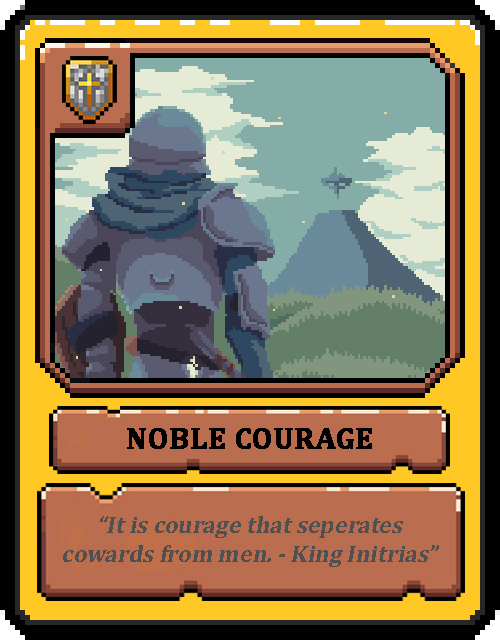 NOBLE COURAGE
“It is courage that seperates
cowards from men. - King Initrias”